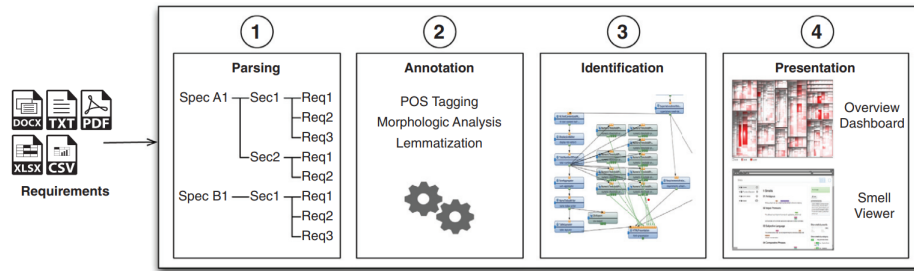 1
Parsing
Spec A1 Sec1 Req1
Req2
Req3
Sec2 Req1
Req2
Spec B1 Sec1 Req1
Req2
Req3
2
Annotation
POS Tagging
Morphologic Analysis
Lemmatization
3
Identification
4
Presentation
Overview
Dashboard
Smell
Viewer
DOCX TXT PDF
XLSX CSV
Requirements